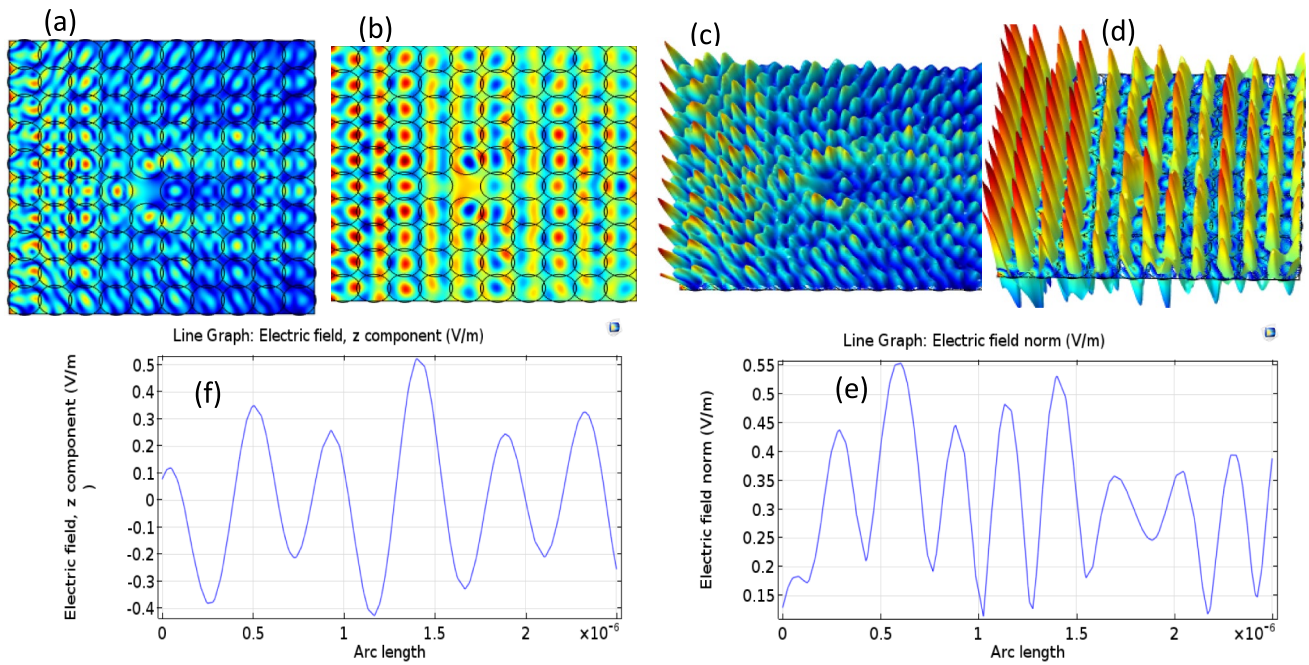 (a)
(b)
(c)
(d)
Line Graph: Electric field, z component (V/m)
Electric field, z component (V/m
)
(f)
0.5
0.4
0.3
0.2
0.1
0
-0.1
-0.2
-0.3
-0.4
0
0.5
1
1.5
2
×10⁻⁶
Arc length
Line Graph: Electric field norm (V/m)
Electric field norm (V/m)
(e)
0.55
0.5
0.45
0.4
0.35
0.3
0.25
0.2
0.15
0
0.5
1
1.5
2
×10⁻⁶
Arc length